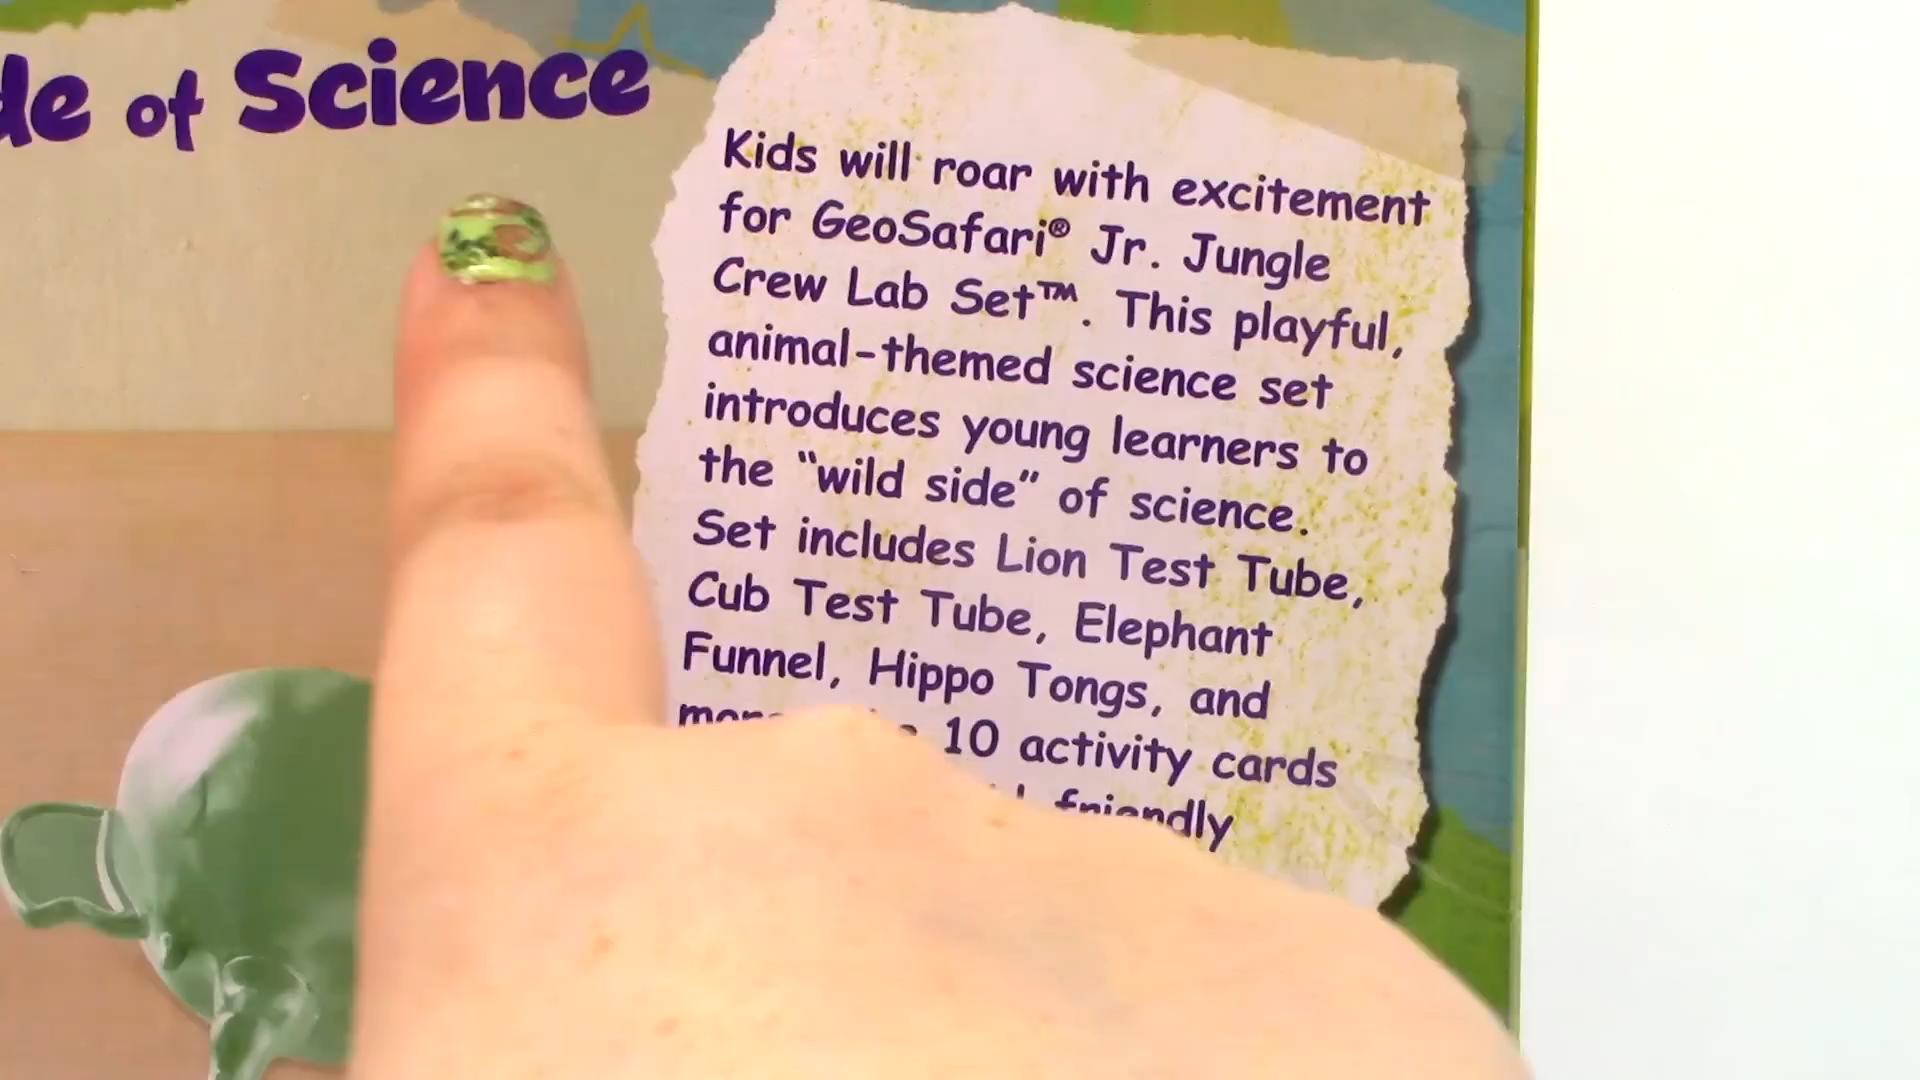 of Science
Kids will roar with excitement
for GeoSafari® Jr. Jungle
Crew Lab Set™. This playful,
animal-themed science set
introduces young learners to
the “wild side” of science.
Set includes Lion Test Tube,
Cub Test Tube, Elephant
Funnel, Hippo Tongs, and
10 activity cards
friendly